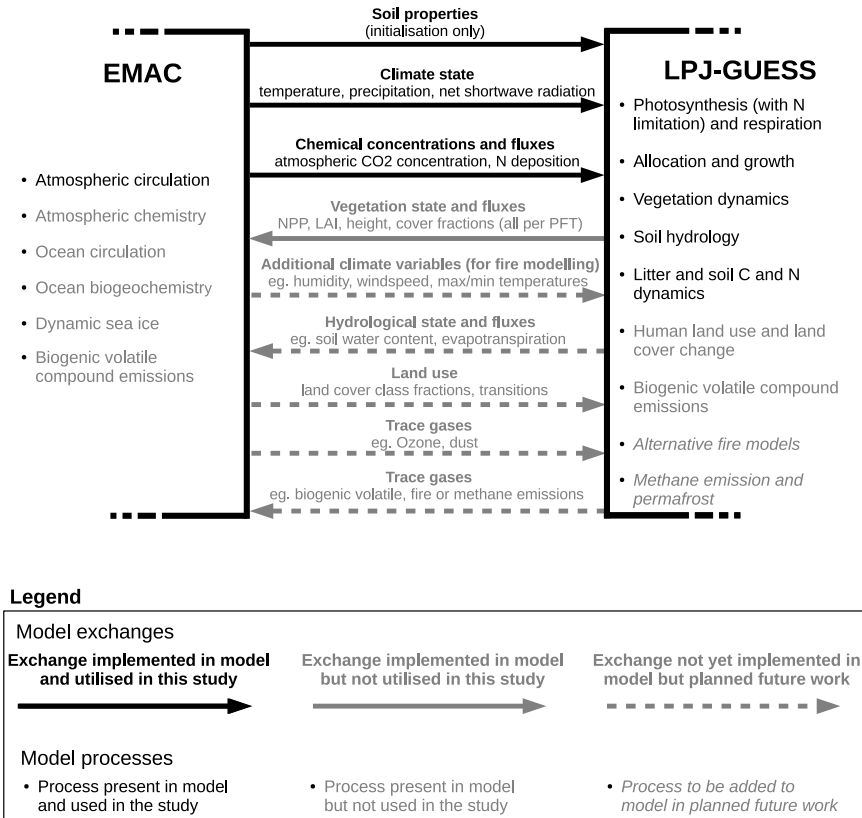 Soil properties
(initialisation only)
EMAC
LPJ-GUESS
Climate state
temperature, precipitation, net shortwave radiation
Chemical concentrations and fluxes
atmospheric CO2 concentration, N deposition
Vegetation state and fluxes
NPP, LAI, height, cover fractions (all per PFT)
Additional climate variables (for fire modelling)
eg. humidity, windspeed, max/min temperatures
Hydrological state and fluxes
eg. soil water content, evapotranspiration
Land use
land cover class fractions, transitions
Trace gases
eg. Ozone, dust
Trace gases
eg. biogenic volatile, fire or methane emissions
• Atmospheric circulation
• Atmospheric chemistry
• Ocean circulation
• Ocean biogeochemistry
• Dynamic sea ice
• Biogenic volatile
compound emissions
• Photosynthesis (with N
limitation) and respiration
• Allocation and growth
• Vegetation dynamics
• Soil hydrology
• Litter and soil C and N
dynamics
• Human land use and land
cover change
• Biogenic volatile compound
emissions
• Alternative fire models
• Methane emission and
permafrost
Legend
Model exchanges
Exchange implemented in model
and utilised in this study
Exchange implemented in model
but not utilised in this study
Exchange not yet implemented in
model but planned future work
Model processes
• Process present in model
and used in the study
• Process present in model
but not used in the study
• Process to be added to
model in planned future work